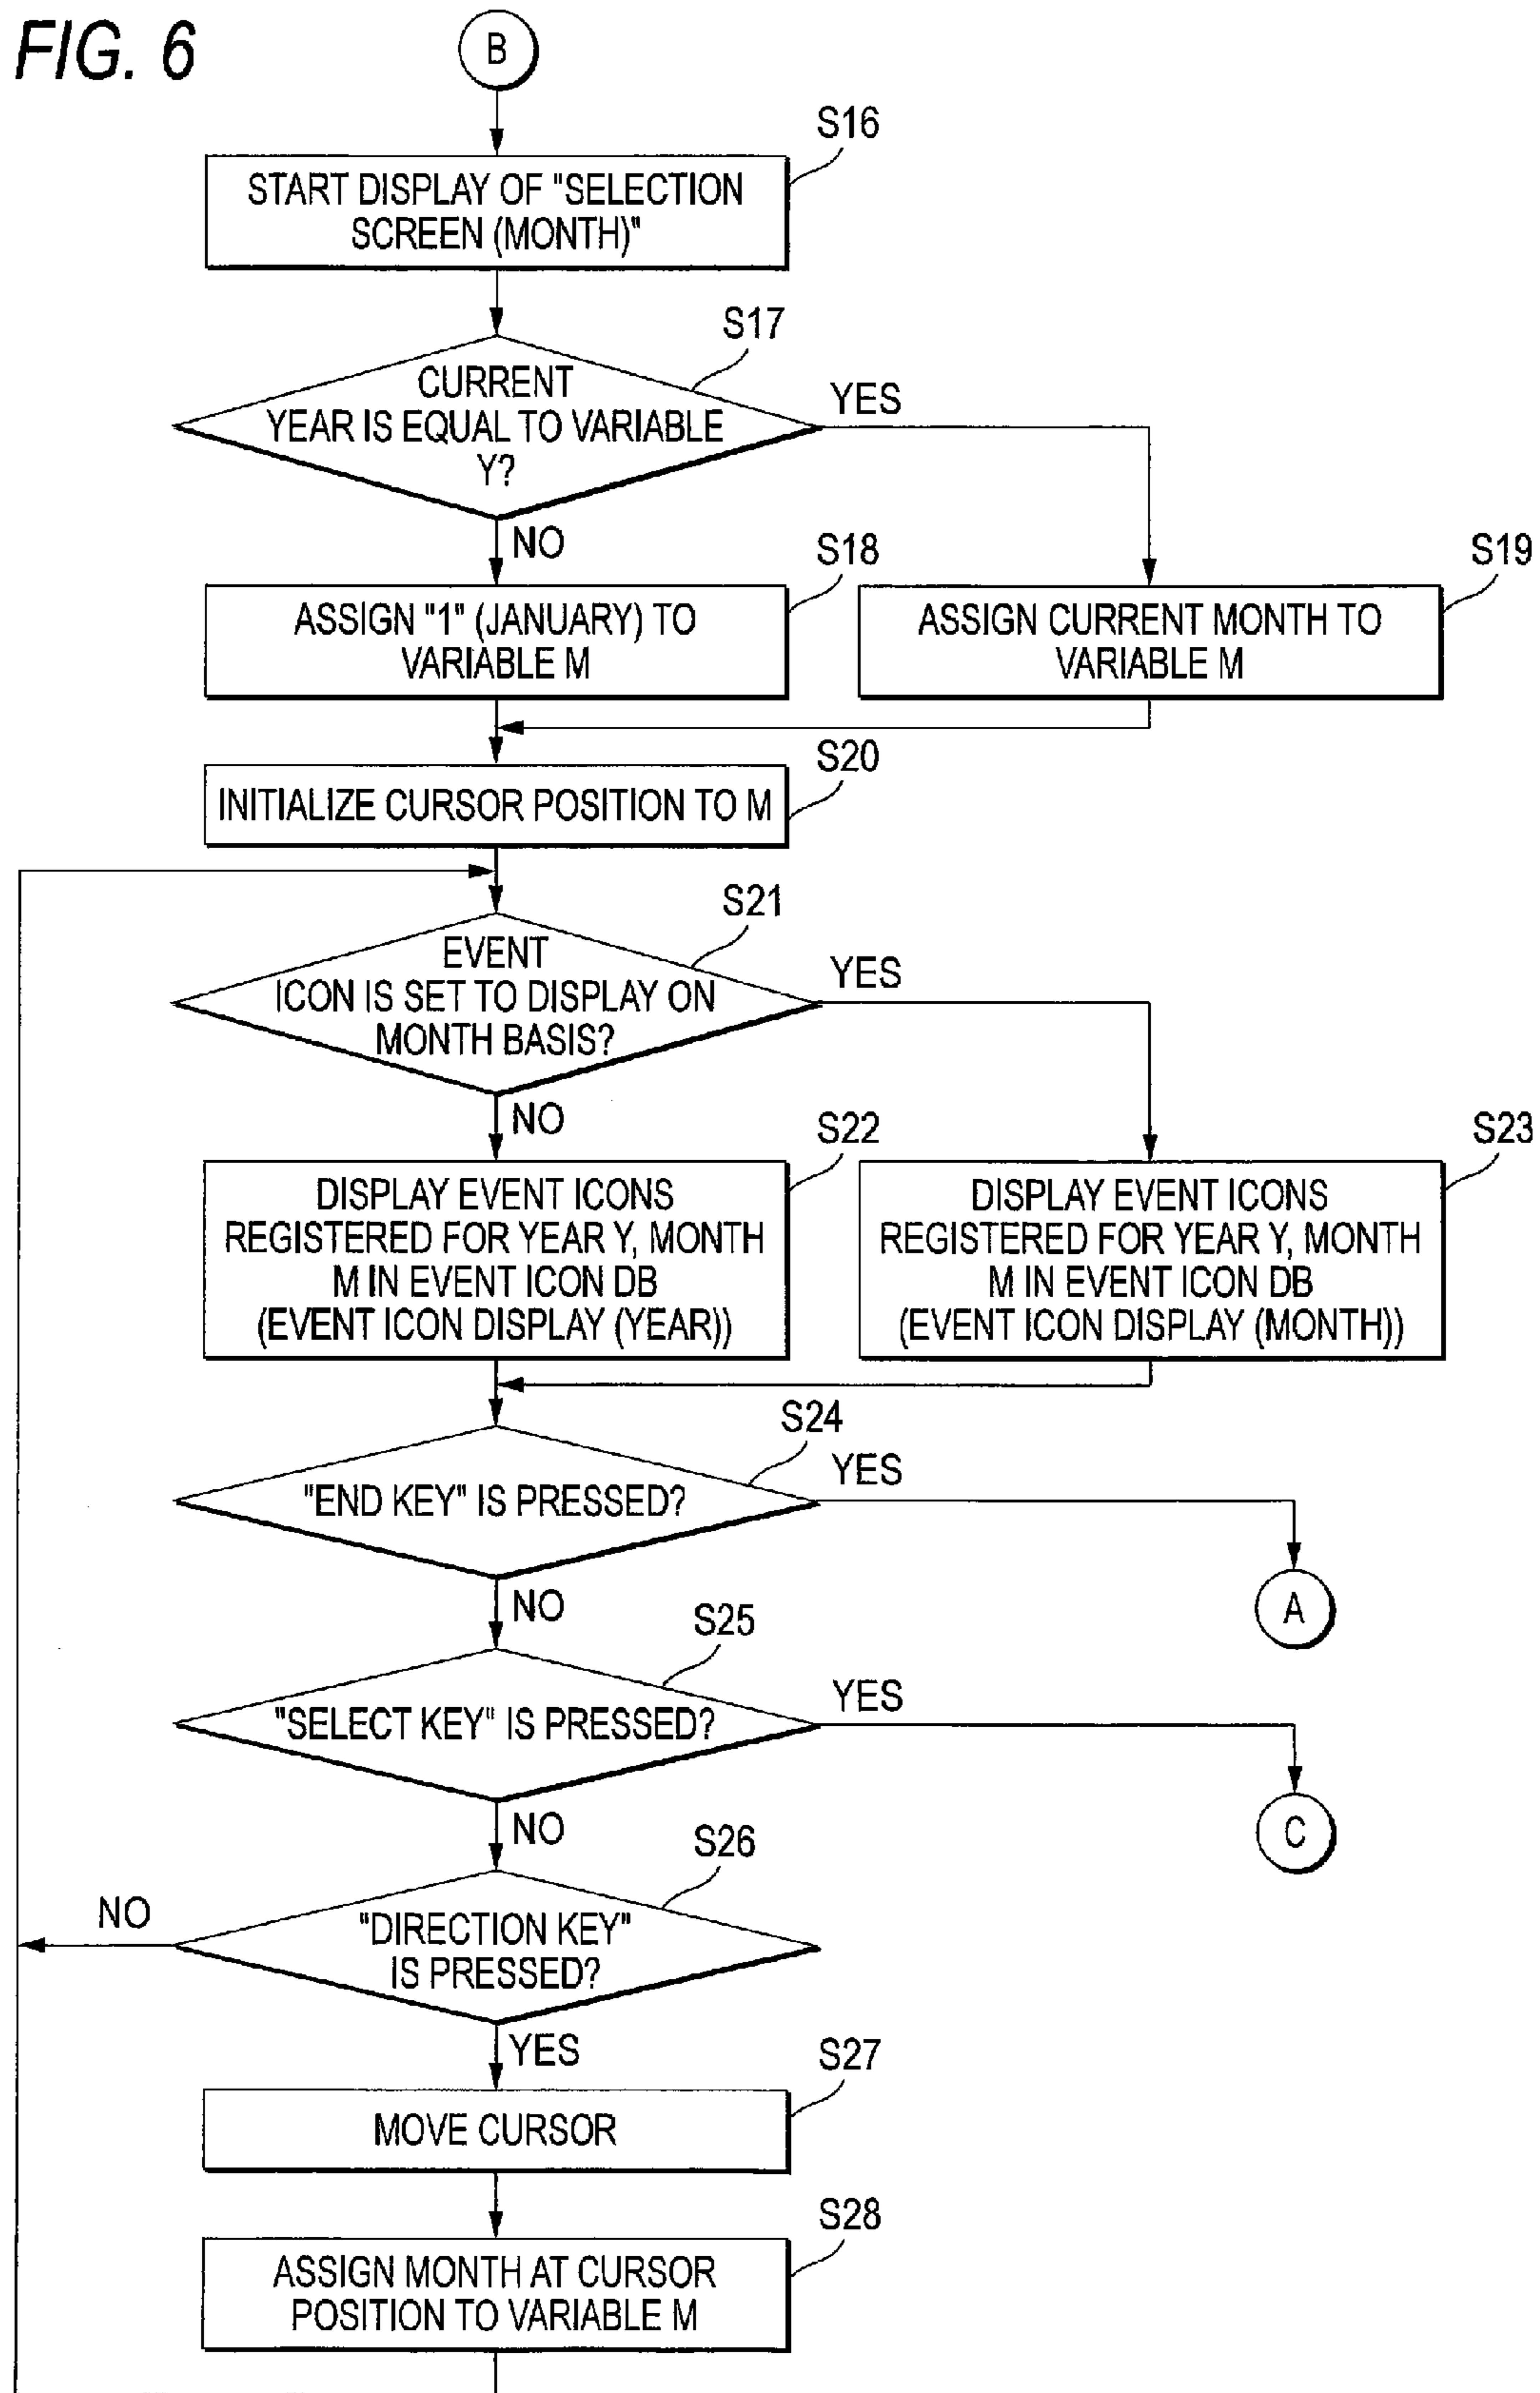 FIG. 6
B
S16
START DISPLAY OF "SELECTION
SCREEN (MONTH)"
S17
CURRENT
YEAR IS EQUAL TO VARIABLE
Y?
YES
NO
S18
ASSIGN "1" (JANUARY) TO
VARIABLE M
S19
ASSIGN CURRENT MONTH TO
VARIABLE M
S20
INITIALIZE CURSOR POSITION TO M
S21
EVENT
ICON IS SET TO DISPLAY ON
MONTH BASIS?
YES
NO
S22
DISPLAY EVENT ICONS
REGISTERED FOR YEAR Y, MONTH
M IN EVENT ICON DB
(EVENT ICON DISPLAY (YEAR))
S23
DISPLAY EVENT ICONS
REGISTERED FOR YEAR Y, MONTH
M IN EVENT ICON DB
(EVENT ICON DISPLAY (MONTH))
S24
"END KEY" IS PRESSED?
YES
A
NO
S25
"SELECT KEY" IS PRESSED?
YES
C
NO
S26
"DIRECTION KEY"
IS PRESSED?
NO
YES
S27
MOVE CURSOR
S28
ASSIGN MONTH AT CURSOR
POSITION TO VARIABLE M